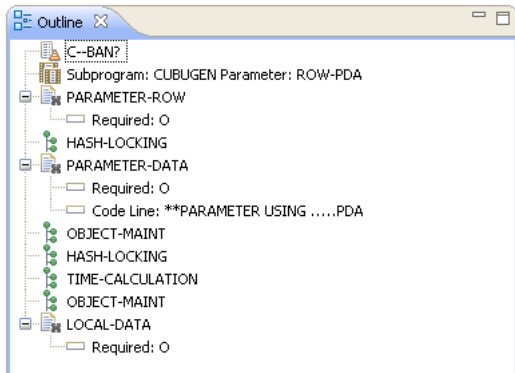 Outline
C--BAN?
Subprogram: CUBUGEN Parameter: ROW-PDA
PARAMETER-ROW
Required: O
HASH-LOCKING
PARAMETER-DATA
Required: O
Code Line: **PARAMETER USING .....PDA
OBJECT-MAINT
HASH-LOCKING
TIME-CALCULATION
OBJECT-MAINT
LOCAL-DATA
Required: O